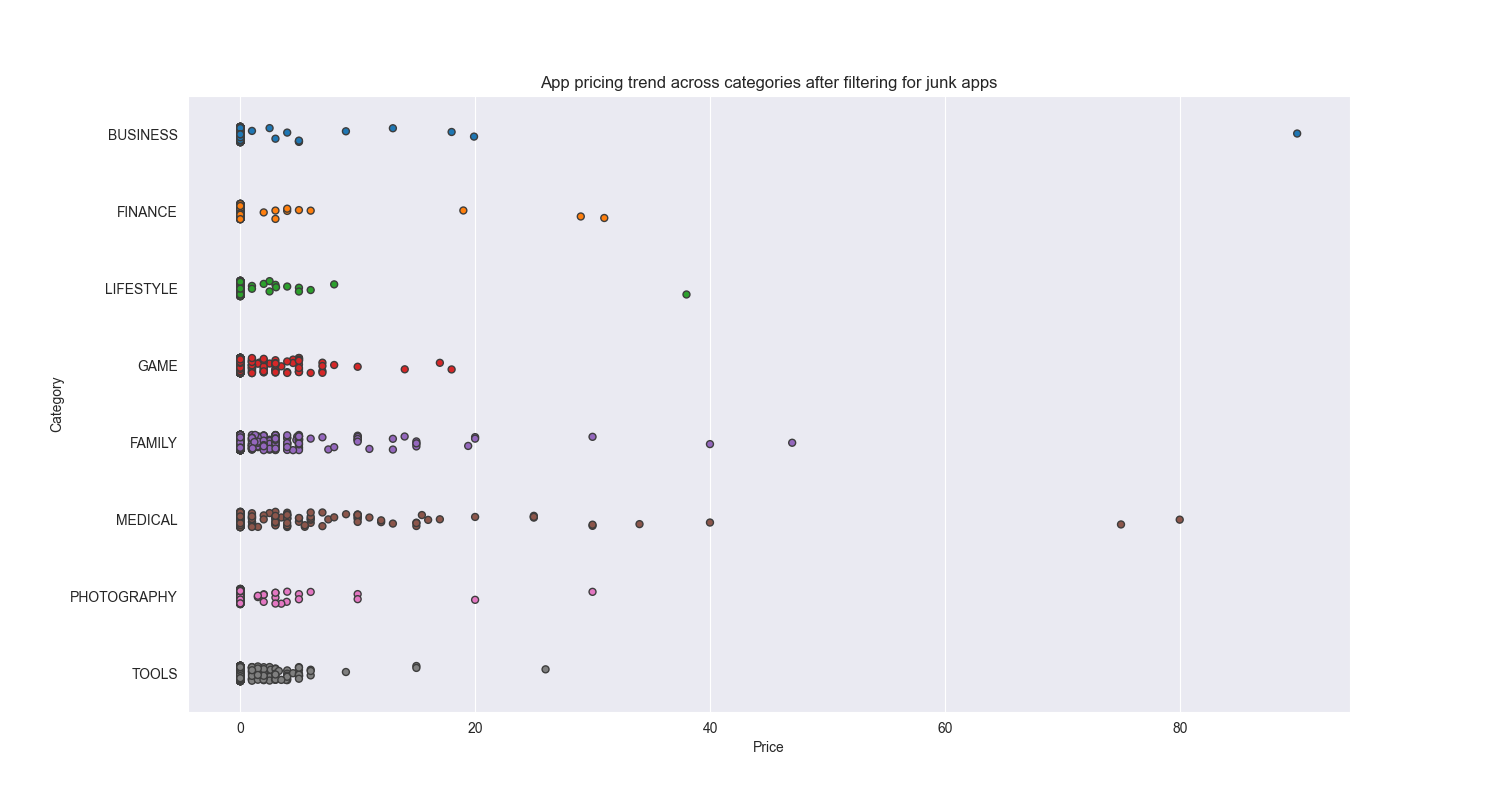 App pricing trend across categories after filtering for junk apps
BUSINESS
FINANCE
LIFESTYLE
GAME
FAMILY
MEDICAL
PHOTOGRAPHY
TOOLS
Category
0 20 40 60 80
Price